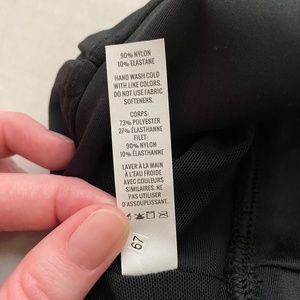 90% NYLON
10% ELASTANE
HAND WASH COLD
WITH LIKE COLORS.
DO NOT USE FABRIC
SOFTENERS.
CORPS:
73% POLYESTER
27% ÉLASTHANNE
FILET:
90% NYLON
10% ÉLASTHANNE
LAVER À LA MAIN
À L'EAU FROIDE
AVEC COULEURS
SIMILAIRES. NE
PAS UTILISER
D'ASSOUPLISSANT.
67